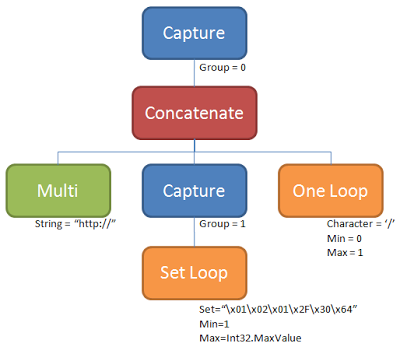 Capture
Group = 0
Concatenate
Multi
String = “http://”
Capture
Group = 1
One Loop
Character = ‘/’
Min = 0
Max = 1
Set Loop
Set=“\x01\x02\x01\x2F\x30\x64”
Min=1
Max=Int32.MaxValue